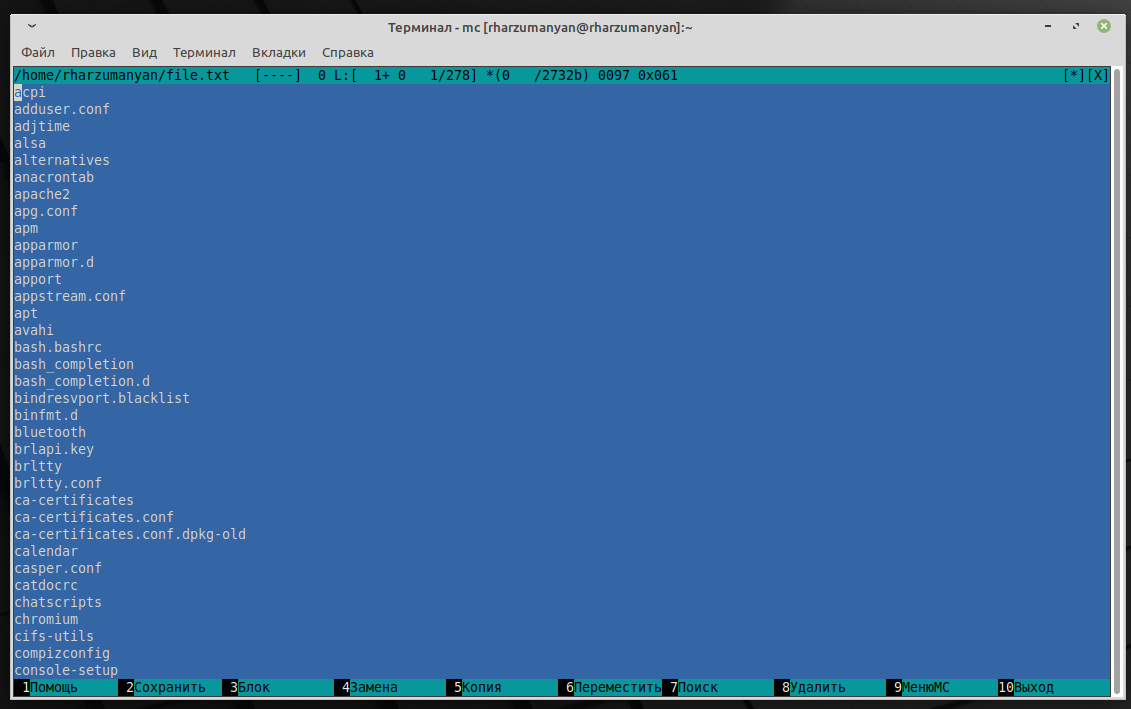 Терминал - mc [rharzumanyan@rharzumanyan]:~
Файл Правка Вид Терминал Вкладки Справка
/home/rharzumanyan/file.txt   [----]  0 L:[  1+ 0   1/278] *(0   /2732b) 0097 0x061 [*][X]
acpi
adduser.conf
adjtime
alsa
alternatives
anacrontab
apache2
apg.conf
apm
apparmor
apparmor.d
apport
appstream.conf
apt
avahi
bash.bashrc
bash_completion
bash_completion.d
bindresvport.blacklist
binfmt.d
bluetooth
brlapi.key
brltty
brltty.conf
ca-certificates
ca-certificates.conf
ca-certificates.conf.dpkg-old
calendar
casper.conf
catdocrc
chatscripts
chromium
cifs-utils
compizconfig
console-setup
1Помощь 2Сохранить 3Блок 4Замена 5Копия 6Переместить 7Поиск 8Удалить 9МенюMC 10Выход